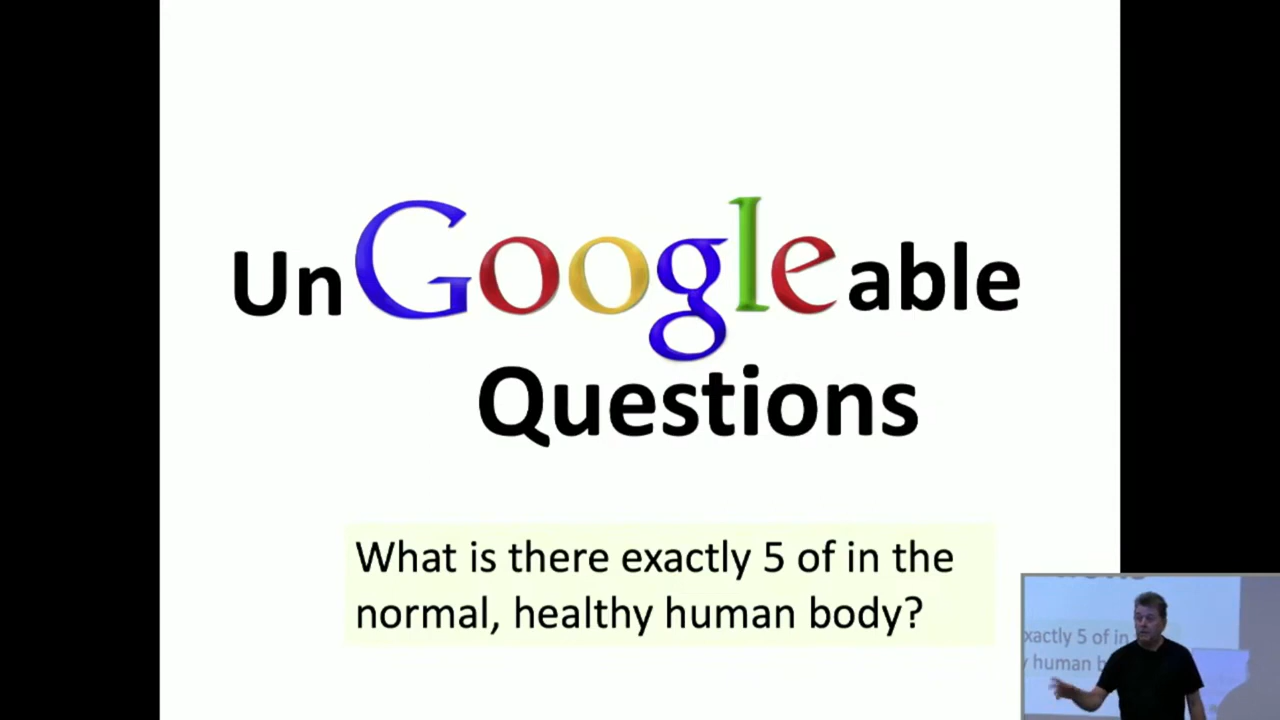 UnGoogleable
Questions
What is there exactly 5 of in the
normal, healthy human body?
xactly 5 of in
human b